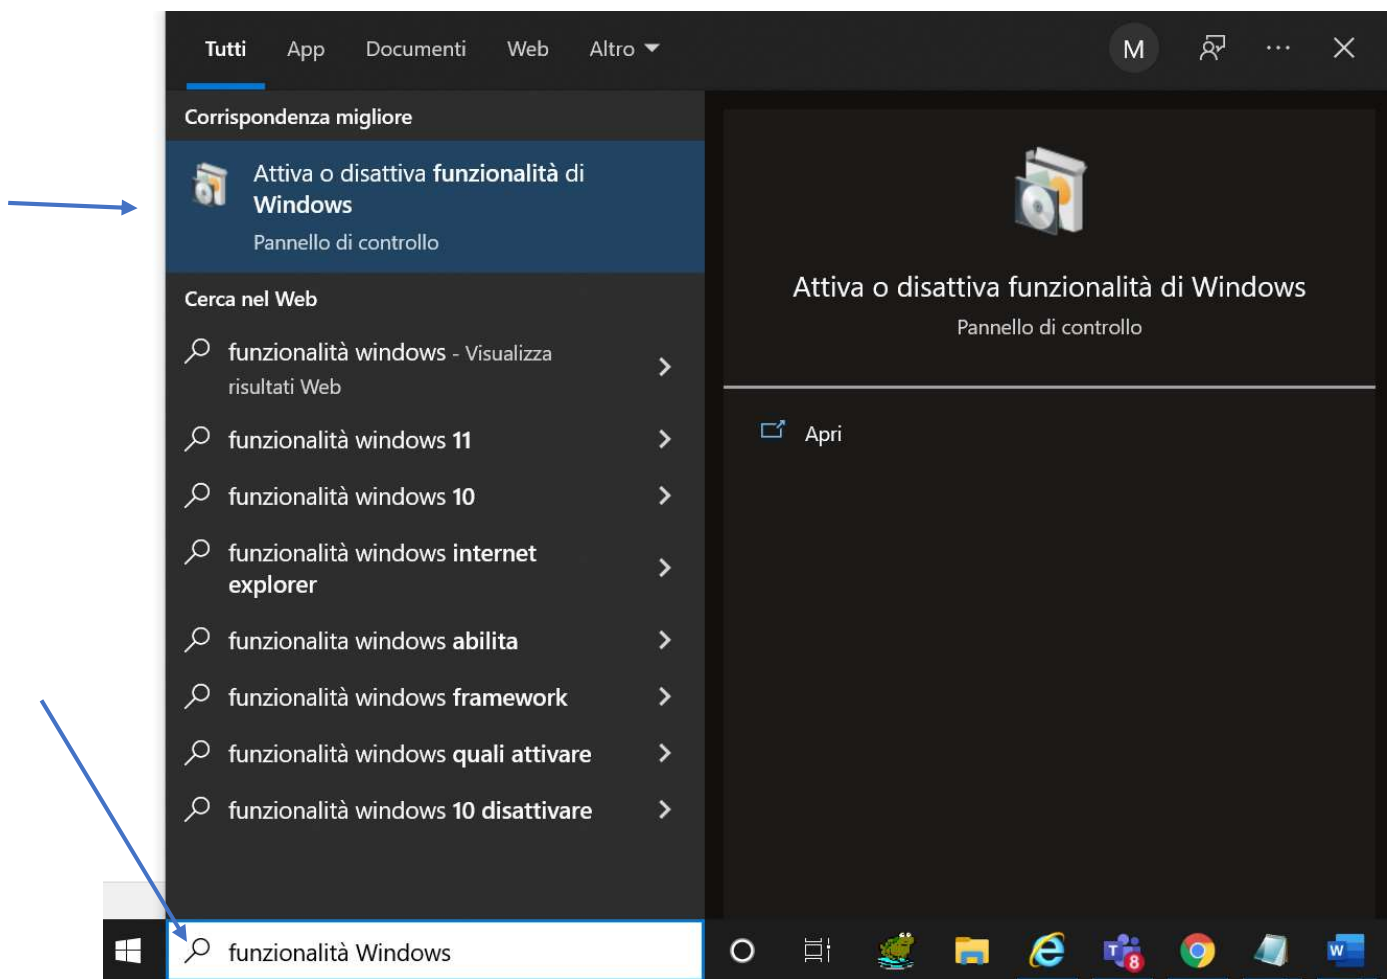 Tutti App Documenti Web Altro
M
Corrispondenza migliore
Attiva o disattiva funzionalità di
Windows
Pannello di controllo
Cerca nel Web
funzionalità windows - Visualizza
risultati Web
funzionalità windows 11
funzionalità windows 10
funzionalità windows internet
explorer
funzionalita windows abilita
funzionalità windows framework
funzionalità windows quali attivare
funzionalità windows 10 disattivare
Attiva o disattiva funzionalità di Windows
Pannello di controllo
Apri
funzionalità Windows
T
8
W